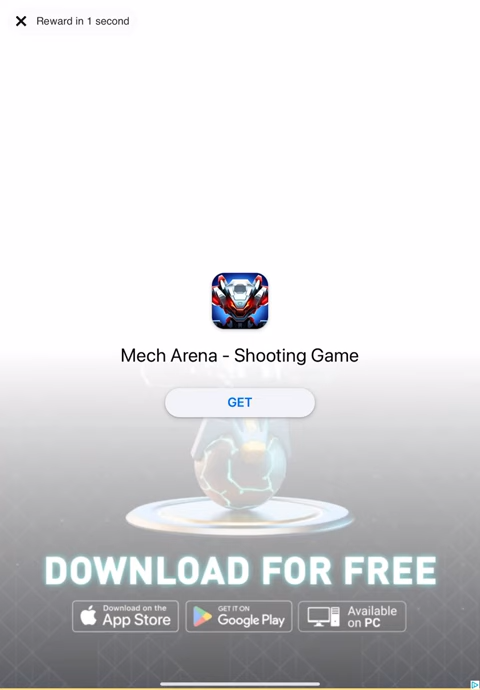 Reward in 1 second
Mech Arena - Shooting Game
GET
DOWNLOAD FOR FREE
Download on the
App Store
GET IT ON
Google Play
Available
on PC